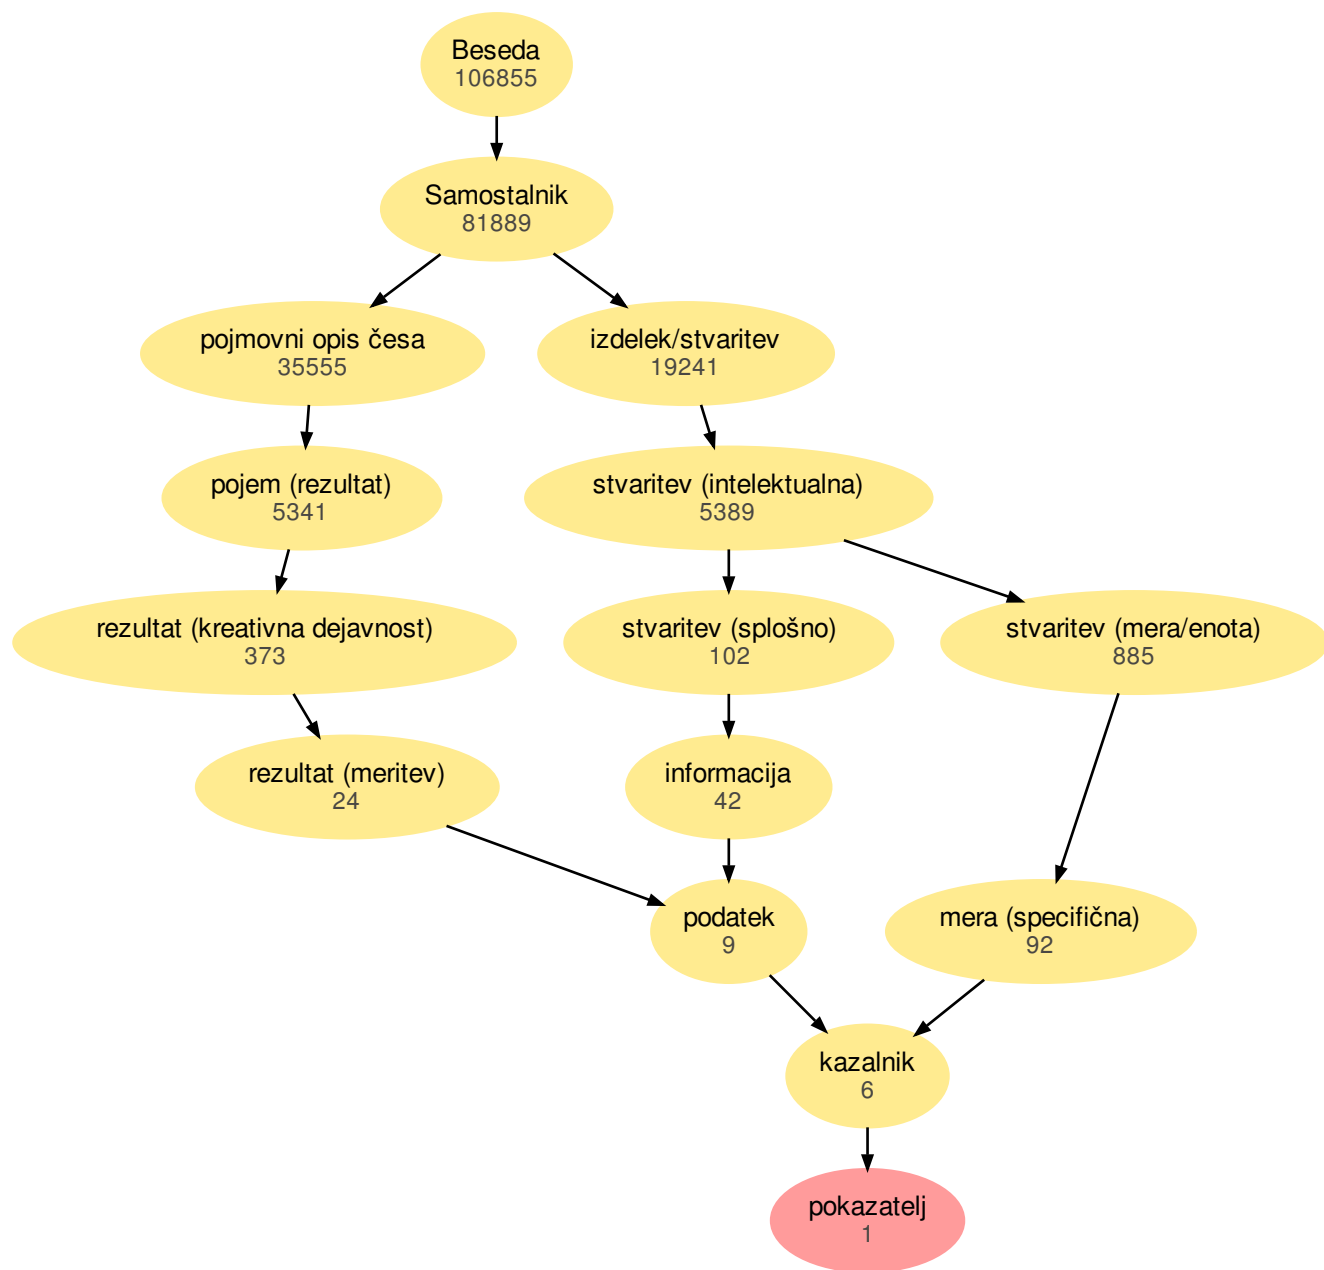 Beseda
106855
Samostalnik
81889
pojmovni opis česa
35555
izdelek/stvaritev
19241
pojem (rezultat)
5341
stvaritev (intelektualna)
5389
rezultat (kreativna dejavnost)
373
stvaritev (splošno)
102
stvaritev (mera/enota)
885
rezultat (meritev)
24
informacija
42
podatek
9
mera (specifična)
92
kazalnik
6
pokazatelj
1